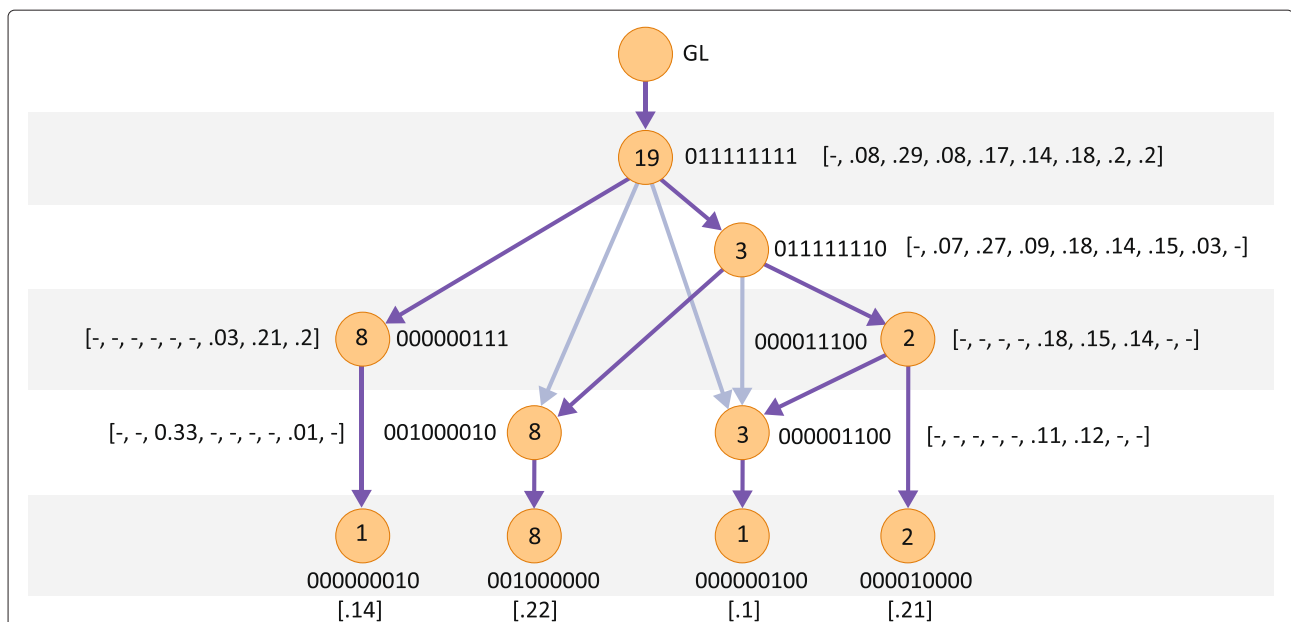 GL
19 011111111 [-, .08, .29, .08, .17, .14, .18, .2, .2]
3 011111110 [-, .07, .27, .09, .18, .14, .15, .03, -]
[-, -, -, -, -, -, .03, .21, .2] 8 000000111 000011100 2 [-, -, -, -, .18, .15, .14, -, -]
[-, -, 0.33, -, -, -, -, .01, -] 001000010 8 3 000001100 [-, -, -, -, -, .11, .12, -, -]
1 8 1 2
000000010 001000000 000000100 000010000
[.14] [.22] [.1] [.21]